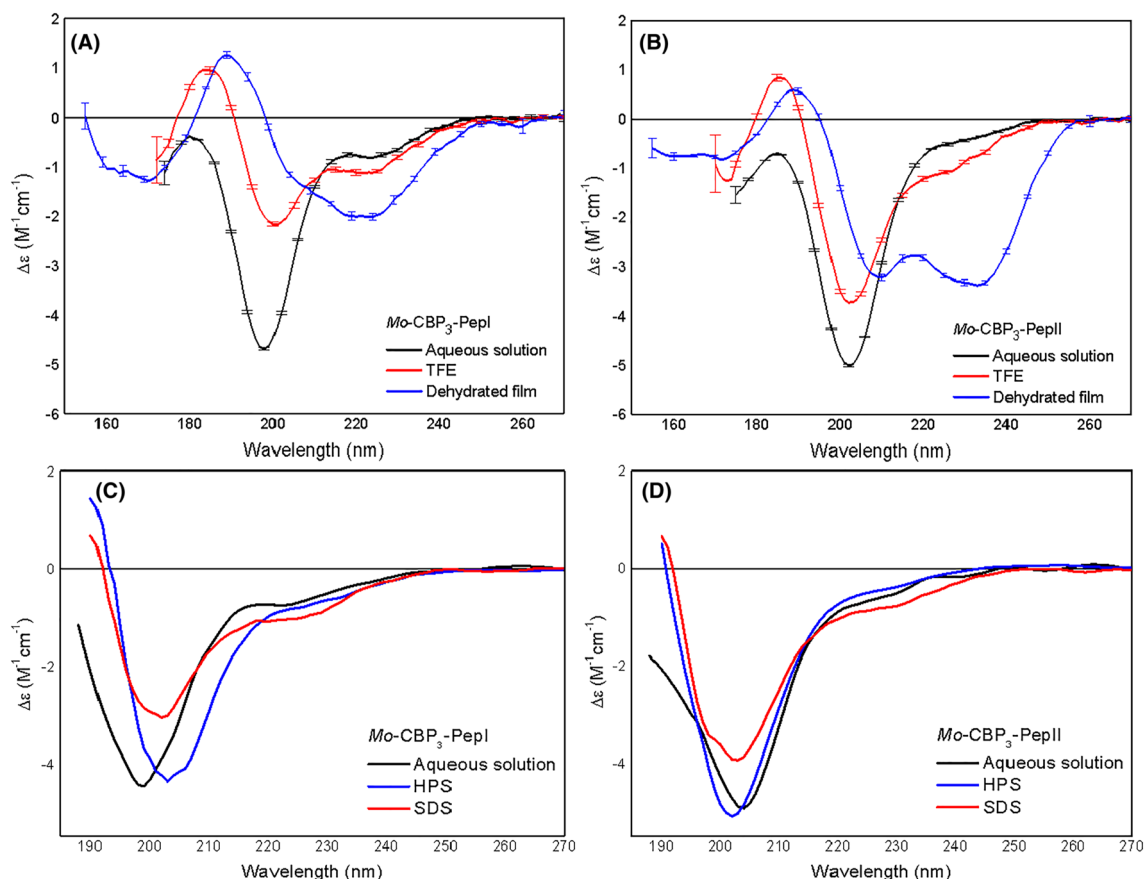 (A)
2
1
0
-1
-2
-3
-4
-5
-6
Δε (M⁻¹cm⁻¹)
Mo-CBP₃-PepI
Aqueous solution
TFE
Dehydrated film
160 180 200 220 240 260
Wavelength (nm)
(B)
2
1
0
-1
-2
-3
-4
-5
-6
Δε (M⁻¹cm⁻¹)
Mo-CBP₃-PepII
Aqueous solution
TFE
Dehydrated film
160 180 200 220 240 260
Wavelength (nm)
(C)
2
0
-2
-4
Δε (M⁻¹cm⁻¹)
Mo-CBP₃-PepI
Aqueous solution
HPS
SDS
190 200 210 220 230 240 250 260 270
Wavelength (nm)
(D)
2
0
-2
-4
Δε (M⁻¹cm⁻¹)
Mo-CBP₃-PepII
Aqueous solution
HPS
SDS
190 200 210 220 230 240 250 260 270
Wavelength (nm)